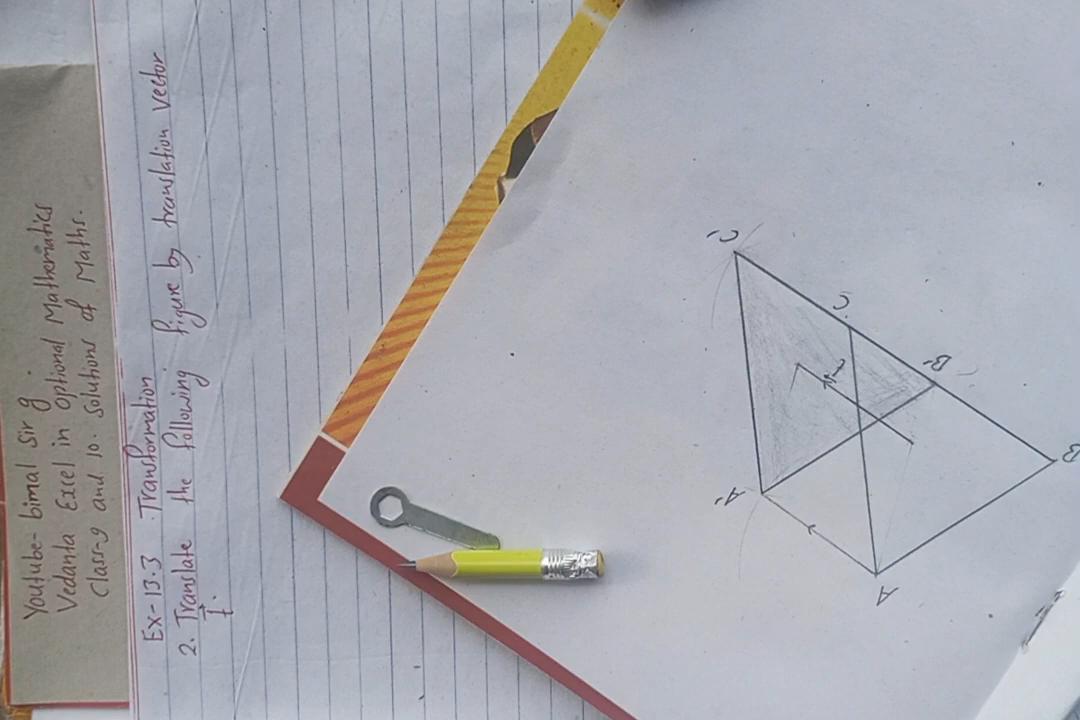 Youtube- bimal Sir g
Vedanta Excel in Optional Mathematics
Class-9 and 10. Solutions of Maths.
Ex-13.3 Transformation
2. Translate the following figure by translation vector
t.
C'
C
B'
t
B
A'
A